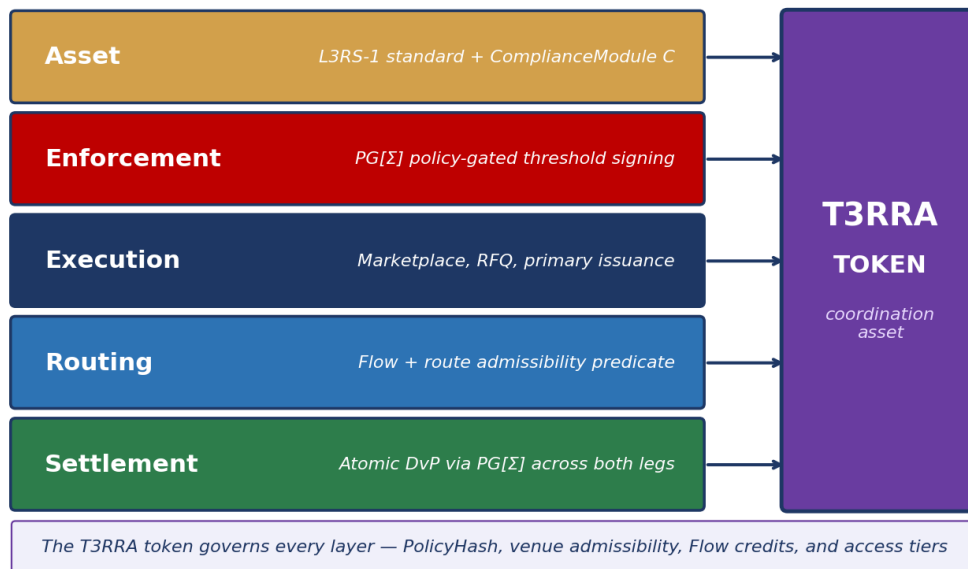 Asset
L3RS-1 standard + ComplianceModule C
Enforcement
PG[Σ] policy-gated threshold signing
Execution
Marketplace, RFQ, primary issuance
Routing
Flow + route admissibility predicate
Settlement
Atomic DvP via PG[Σ] across both legs
T3RRA
TOKEN
coordination
asset
The T3RRA token governs every layer — PolicyHash, venue admissibility, Flow credits, and access tiers